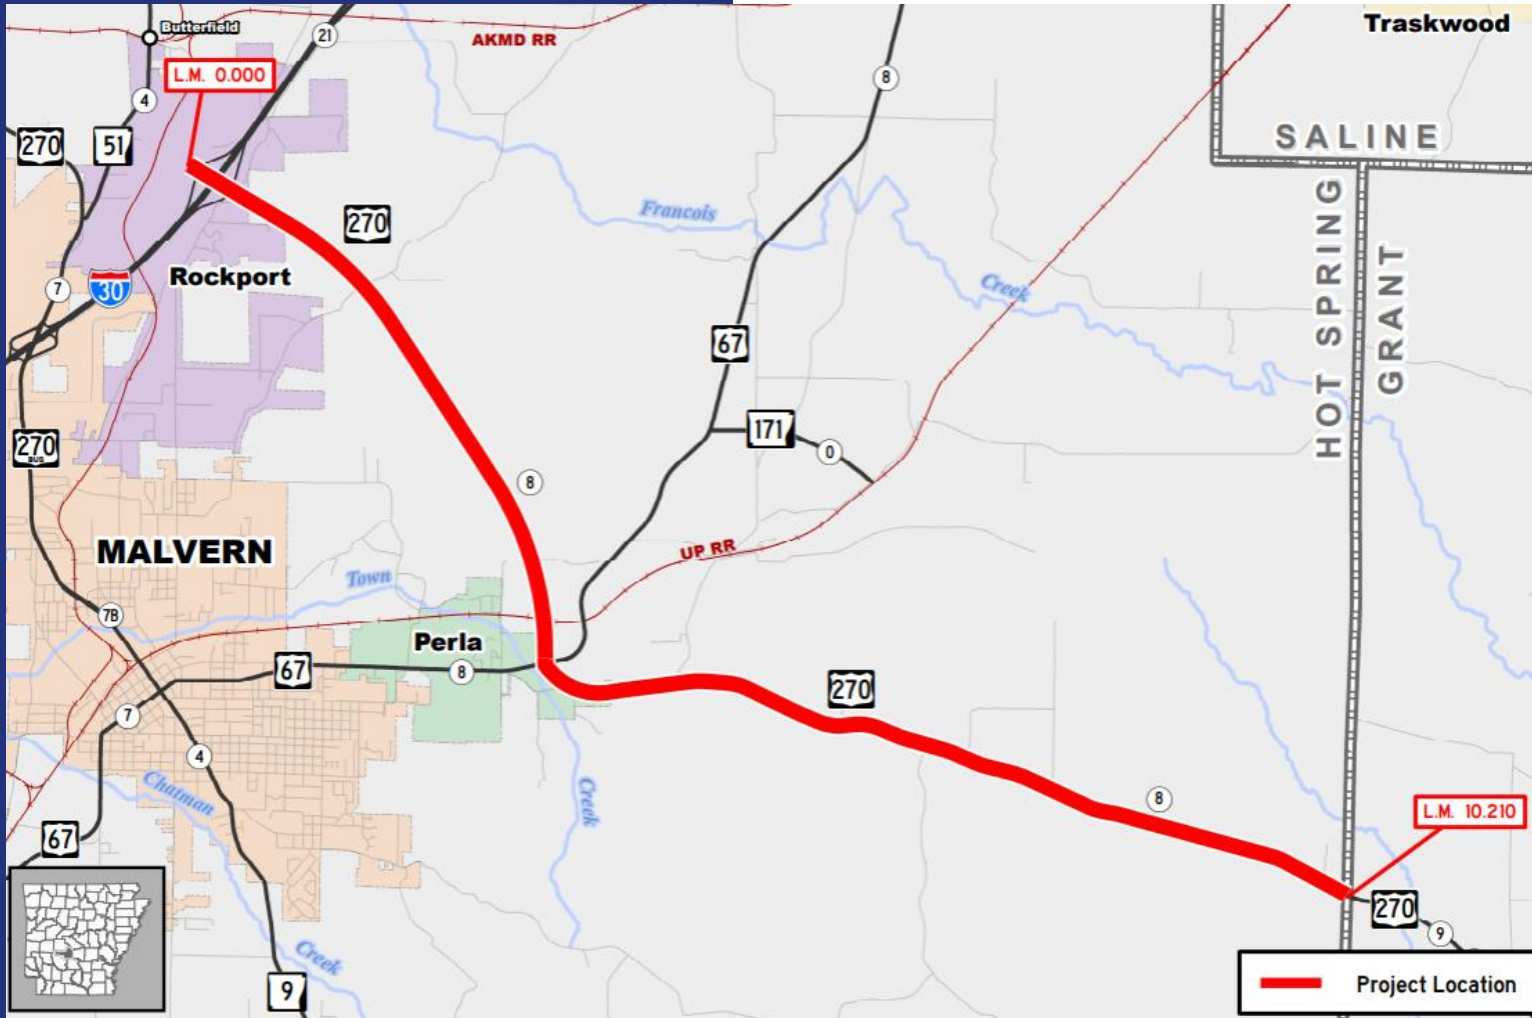 Traskwood
Butterfield
21
AKMD RR
L.M. 0.000
8
4
270
51
SALINE
HOT SPRING
GRANT
Francois
270
Rockport
Creek
7
30
67
171
0
270
BUS
8
UP RR
MALVERN
Town
7B
Perla
67
8
270
7
4
Chatman
Creek
8
L.M. 10.210
67
270
9
Creek
9
Project Location